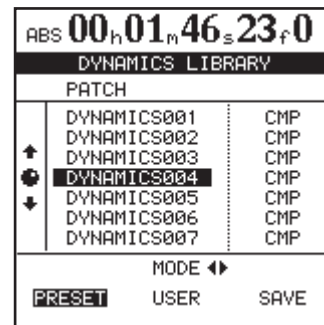 ABS 00h01m46s23f0
DYNAMICS LIBRARY
PATCH
DYNAMICS001 CMP
DYNAMICS002 CMP
DYNAMICS003 CMP
DYNAMICS004 CMP
DYNAMICS005 CMP
DYNAMICS006 CMP
DYNAMICS007 CMP
MODE
PRESET USER SAVE